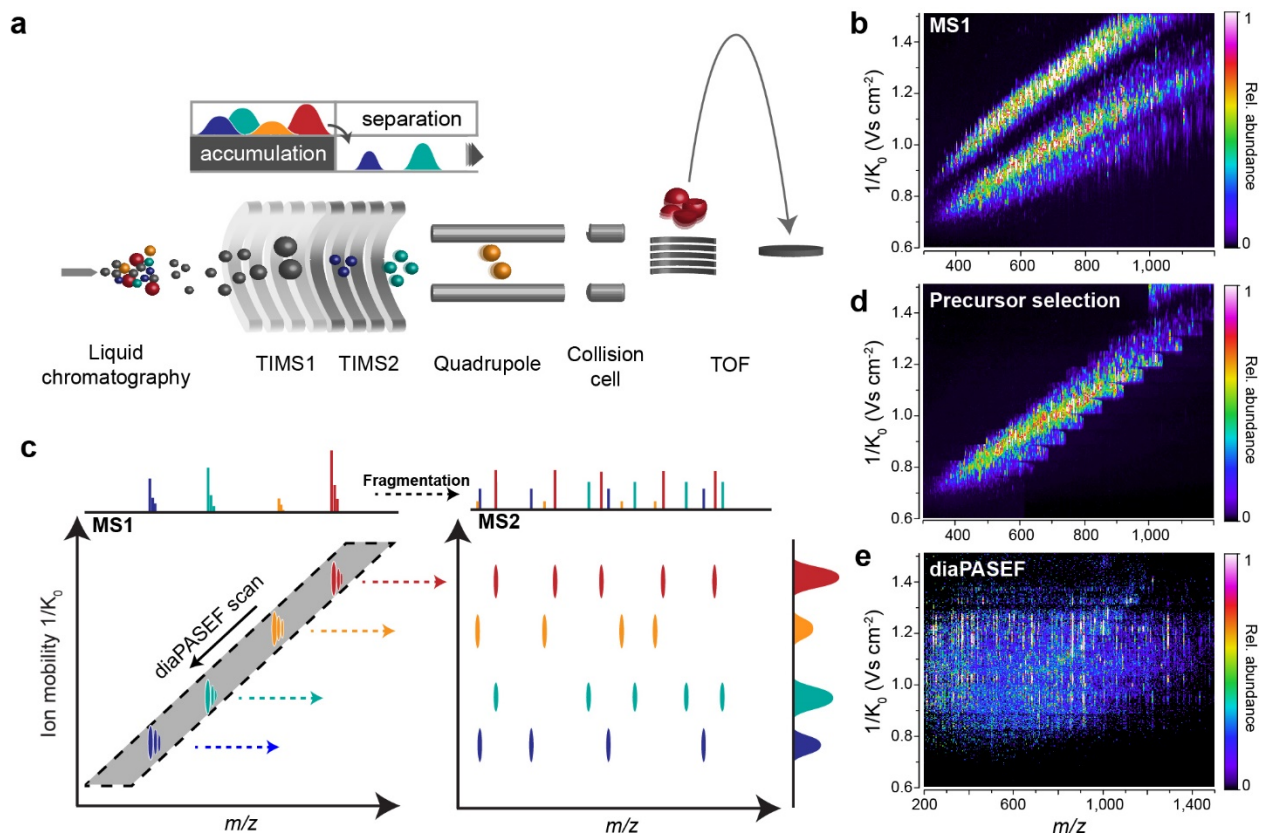 a
accumulation
separation
Liquid
chromatography
TIMS1
TIMS2
Quadrupole
Collision
cell
TOF
b
MS1
1/K0 (Vs cm-2)
1.4
1.2
1.0
0.8
0.6
400
600
800
1,000
1
Rel. abundance
0
c
MS1
Fragmentation
MS2
Ion mobility 1/K0
diaPASEF scan
m/z
m/z
d
Precursor selection
1/K0 (Vs cm-2)
1.4
1.2
1.0
0.8
0.6
400
600
800
1,000
1
Rel. abundance
0
e
diaPASEF
1/K0 (Vs cm-2)
1.4
1.2
1.0
0.8
0.6
200
600
1,000
1,400
m/z
1
Rel. abundance
0